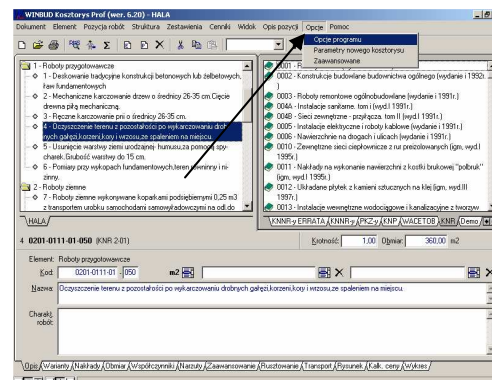 WINBUD Kosztorys Prof (wer. 6.20) - HALA
Dokument Element Pozycja robót Struktura Zestawienia Cenniki Widok Opis pozycji Opcje Pomoc
Opcje programu
Parametry nowego kosztorysu
Zaawansowane
1 - Roboty przygotowawcze
1 - Deskowanie tradycyjne konstrukcji betonowych lub żelbetowych,
ław fundamentowych
2 - Mechaniczne karczowanie drzew o średnicy 26-35 cm.Cięcie
drewna piłą mechaniczną.
3 - Ręczne karczowanie pni o średnicy 26-35 cm.
4 - Oczyszczenie terenu z pozostałości po wykarczowaniu drob-
nych gałęzi,korzeni,kory i wrzosu,ze spaleniem na miejscu.
5 - Usunięcie warstwy ziemi urodzajnej- humusu,za pomocą spy-
charek.Grubość warstwy do 15 cm.
6 - Pomiary przy wykopach fundamentowych,teren równinny i ni-
zinny.
2 - Roboty ziemne
7 - Roboty ziemne wykonywane koparkami podsiębiernymi 0,25 m3
z transportem urobku samochodami samowyładowczymi na odl.do
HALA
0001 - R
0002 - Konstrukcje budowlane budownictwa ogólnego (wydanie i 1992r.
)
0003 - Roboty remontowe ogólnobudowlane (wydanie i 1991r.)
004A - Instalacje sanitarne. tom i (wyd.I 1991r.)
004B - Sieci zewnętrzne - przyłącza. tom II (wyd.I 1991r.)
0005 - Instalacje elektryczne i roboty kablowe (wydanie i 1991r.)
0006 - Nawierzchnie na drogach i ulicach (wydanie i 1991r.)
0010 - Zewnętrzne sieci ciepłownicze z rur preizolowanych (igm, wyd.I
1995r.)
0011 - Nakłady na wykonanie nawierzchni z kostki brukowej "polbruk"
(igm, wyd.I 1995r.)
0012 - Układanie płytek z kamieni sztucznych na klej (igm, wyd.III
1997r.)
0013 - Instalacje wewnętrzne wodociągowe i kanalizacyjne z tworzyw
KNNR-y ERRATA KNNR-y PKZ-y KNP WACETOB KNR Demo
4 0201-0111-01-050 (KNR 2-01) Krotność: 1,00 Obmiar: 360,00 m2
Element: Roboty przygotowawcze
Kod: 0201-0111-01 - 050 m2
Nazwa: Oczyszczenie terenu z pozostałości po wykarczowaniu drobnych gałęzi,korzeni,kory i wrzosu,ze spaleniem na miejscu.
Charakt.
robót:
Opis Warianty Nakłady Obmiar Współczynniki Narzuty Zaawansowanie Rusztowanie Transport Rysunek Kalk. ceny Wykres